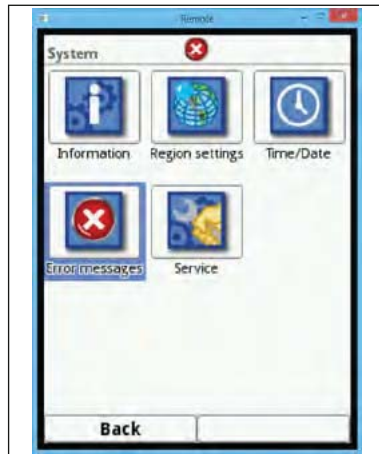 Remote
System
Information Region settings Time/Date
Error messages Service
Back